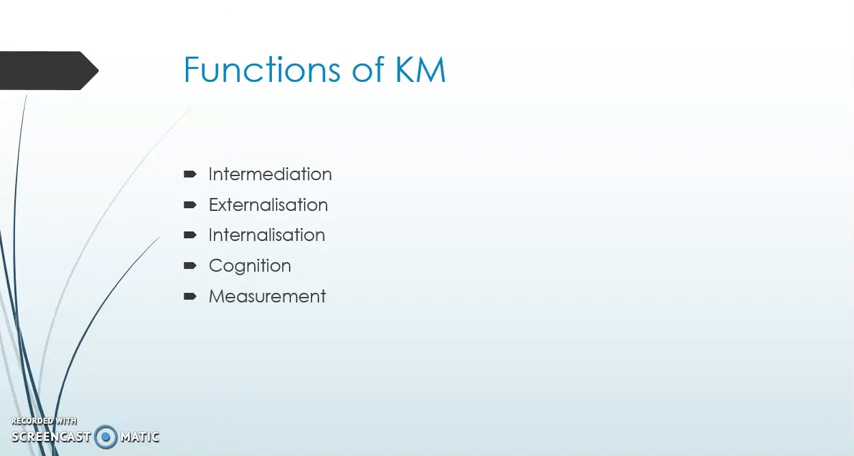 Functions of KM
Intermediation
Externalisation
Internalisation
Cognition
Measurement
RECORDED WITH
SCREENCAST MATIC